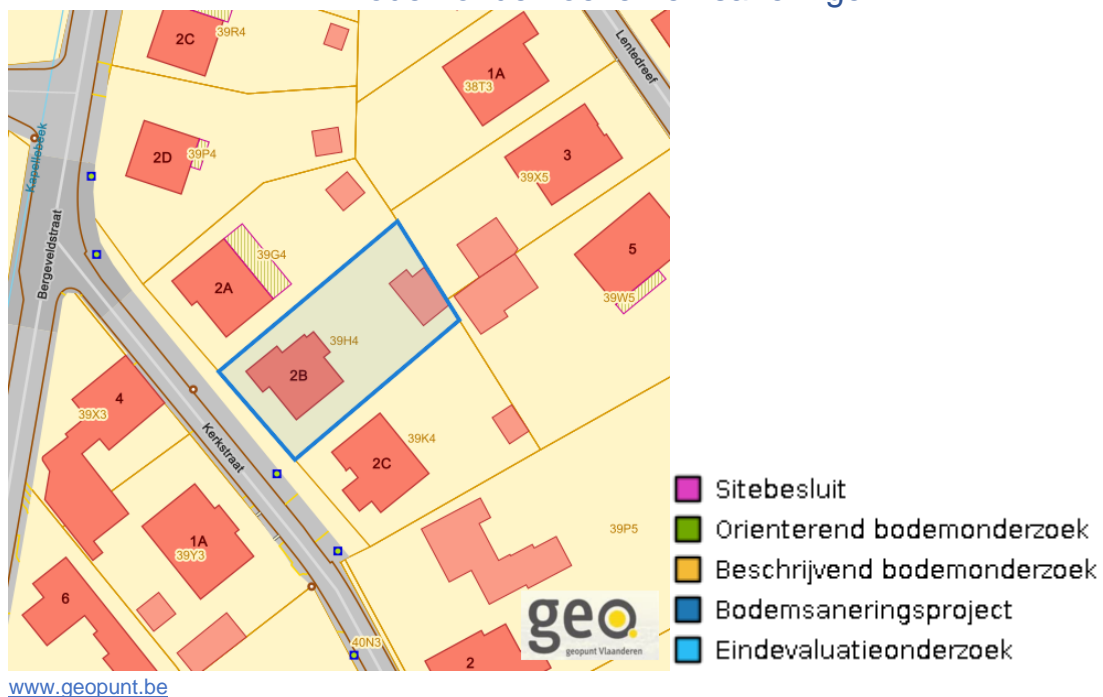 2C
39R4
Lentedreef
1A
38T3
2D
39P4
3
39X5
Kapellebeek
Bergeveldstraat
39G4
2A
5
39W5
39H4
2B
4
39X3
Kerkstraat
39K4
2C
39P5
1A
39Y3
6
40N3
2
geo.
geopunt Vlaanderen
Sitebesluit
Orienterend bodemonderzoek
Beschrijvend bodemonderzoek
Bodemsaneringsproject
Eindevaluatieonderzoek
www.geopunt.be